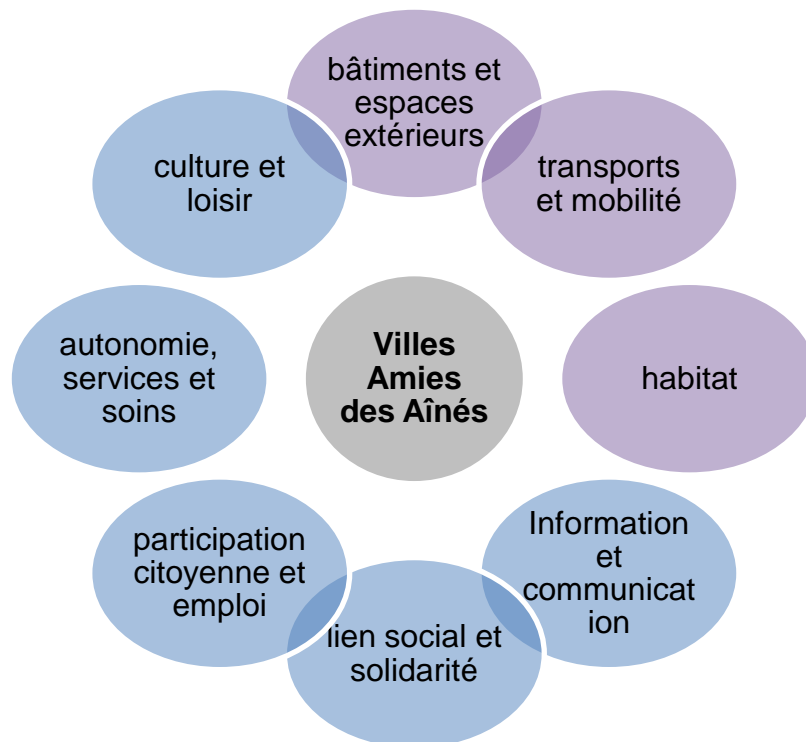 bâtiments et
espaces
extérieurs
transports
et mobilité
habitat
Information
et
communicat
ion
lien social et
solidarité
participation
citoyenne et
emploi
autonomie,
services et
soins
culture et
loisir
Villes
Amies
des Aînés